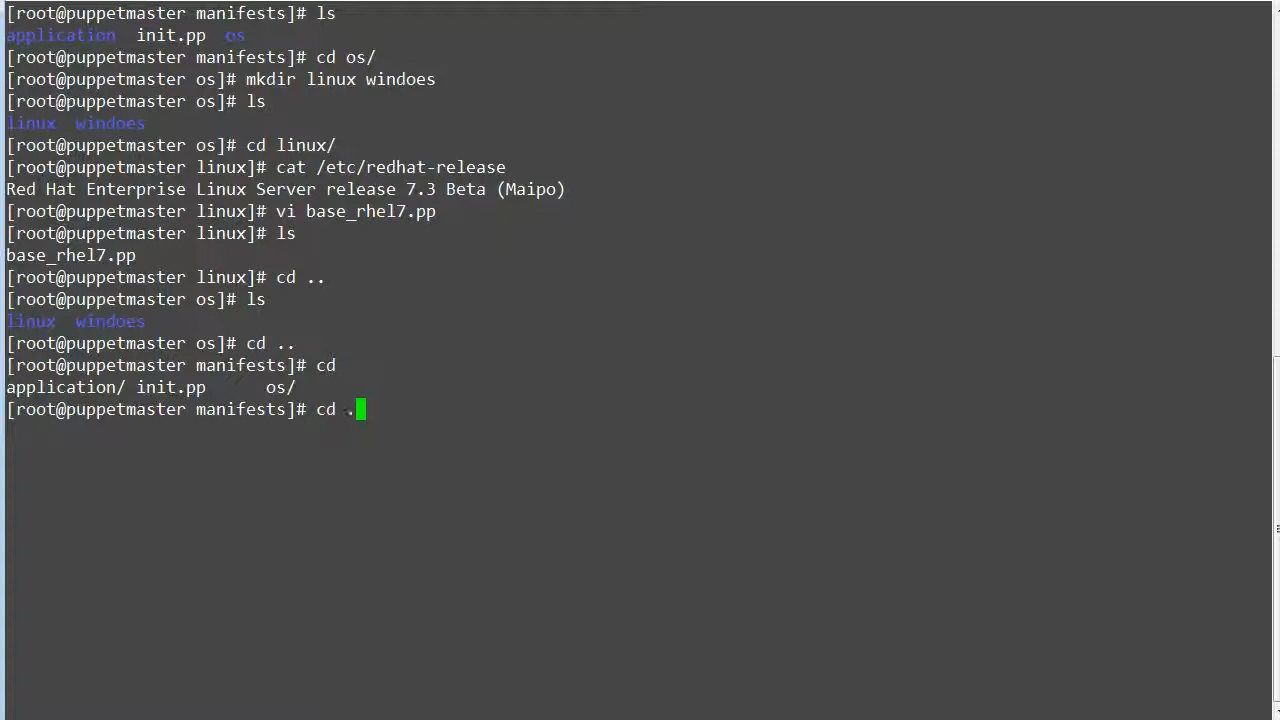 [root@puppetmaster manifests]# ls
application  init.pp  os
[root@puppetmaster manifests]# cd os/
[root@puppetmaster os]# mkdir linux windoes
[root@puppetmaster os]# ls
linux  windoes
[root@puppetmaster os]# cd linux/
[root@puppetmaster linux]# cat /etc/redhat-release
Red Hat Enterprise Linux Server release 7.3 Beta (Maipo)
[root@puppetmaster linux]# vi base_rhel7.pp
[root@puppetmaster linux]# ls
base_rhel7.pp
[root@puppetmaster linux]# cd ..
[root@puppetmaster os]# ls
linux  windoes
[root@puppetmaster os]# cd ..
[root@puppetmaster manifests]# cd
application/ init.pp      os/
[root@puppetmaster manifests]# cd .